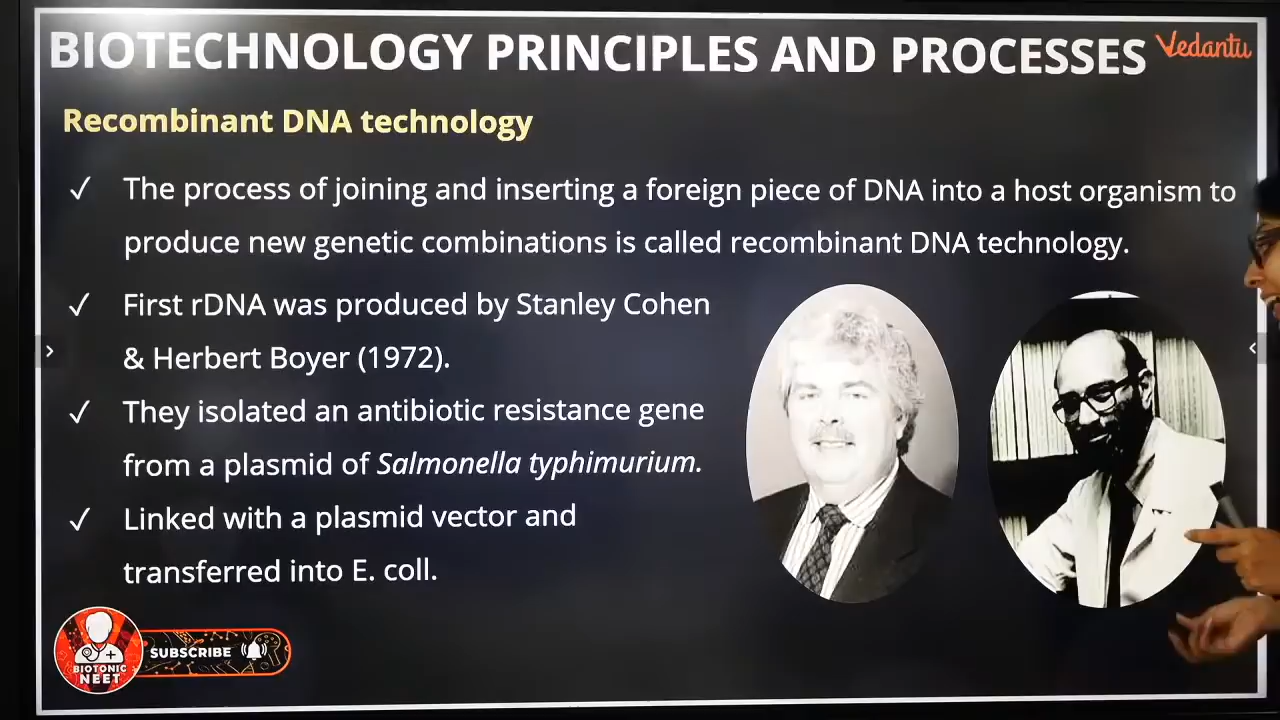 BIOTECHNOLOGY PRINCIPLES AND PROCESSES
Vedantu
Recombinant DNA technology
✓ The process of joining and inserting a foreign piece of DNA into a host organism to
produce new genetic combinations is called recombinant DNA technology.
✓ First rDNA was produced by Stanley Cohen
& Herbert Boyer (1972).
✓ They isolated an antibiotic resistance gene
from a plasmid of Salmonella typhimurium.
✓ Linked with a plasmid vector and
transferred into E. coll.
BIOTONIC
NEET
SUBSCRIBE